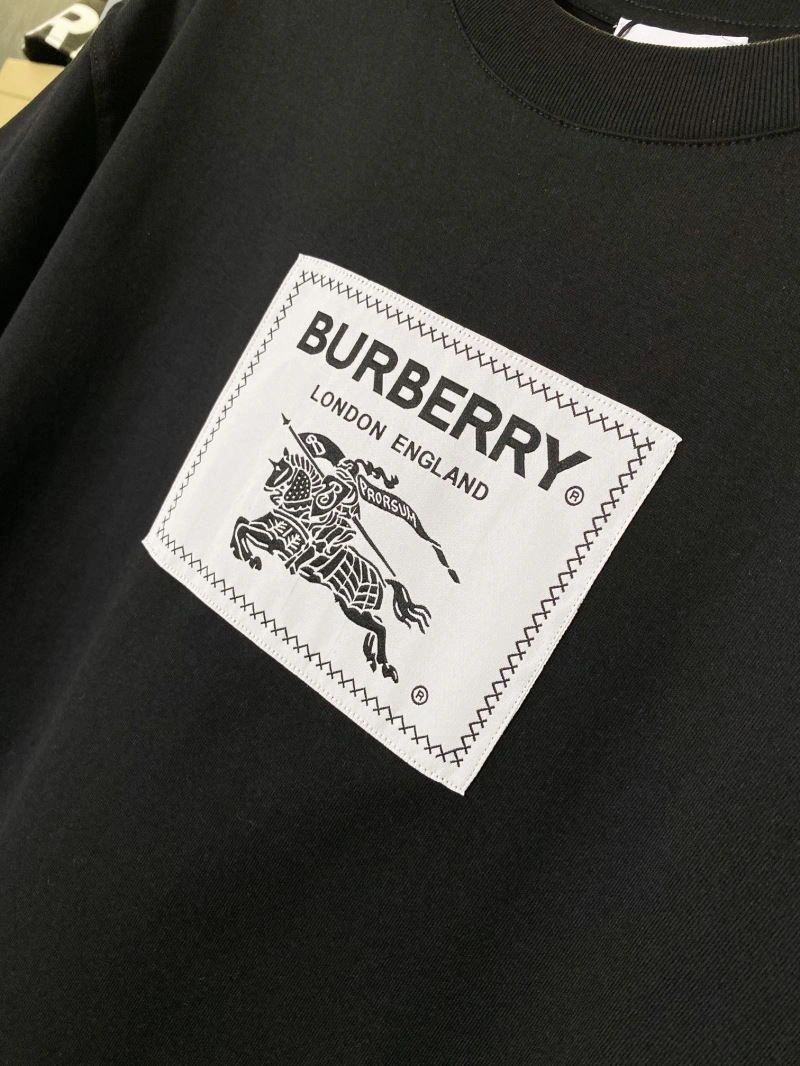 R
BURBERRY®
LONDON ENGLAND
B
PRORSUM
®